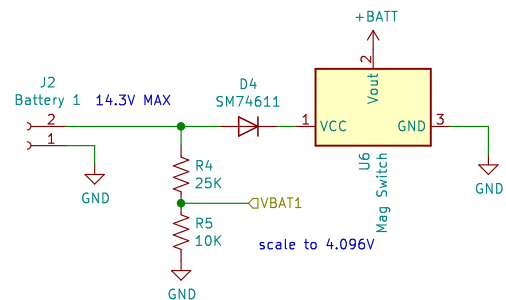 +BATT
J2
Battery 1
14.3V MAX
2
1
GND
D4
SM74611
1
VCC
2
Vout
GND
3
U6
Mag Switch
GND
R4
25K
VBAT1
R5
10K
scale to 4.096V
GND